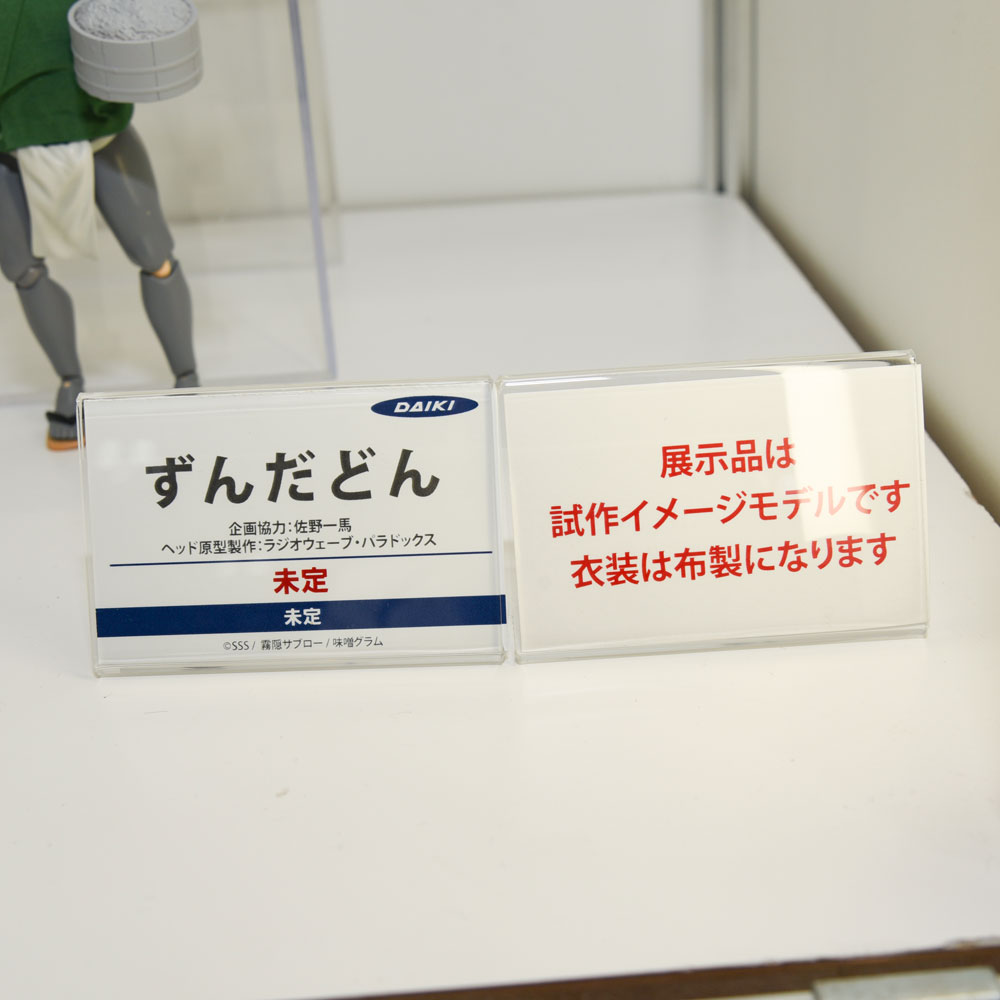 DAIKI
ずんだどん
企画協力:佐野一馬
ヘッド原型製作:ラジオウェーブ・パラドックス
未定
未定
©SSS / 霧隠サブロー / 味噌グラム
展示品は
試作イメージモデルです
衣装は布製になります